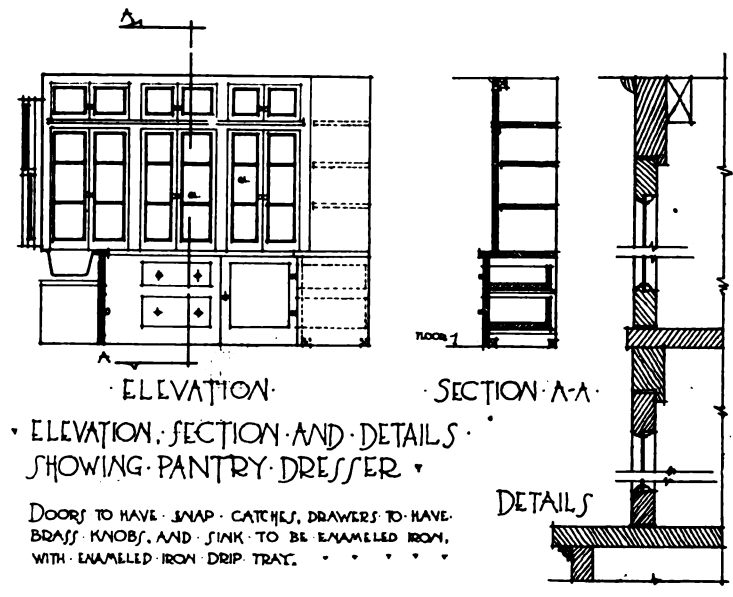 A
A
FLOOR
·ELEVATION·
·SECTION·A-A·
ELEVATION, SECTION·AND·DETAILS·
SHOWING·PANTRY·DRESSER
DETAILS
DOORS TO HAVE·SNAP·CATCHES, DRAWERS·TO·HAVE·
BRASS·KNOBS, AND·SINK·TO·BE·ENAMELED IRON,
WITH·ENAMELED·IRON DRIP TRAY.